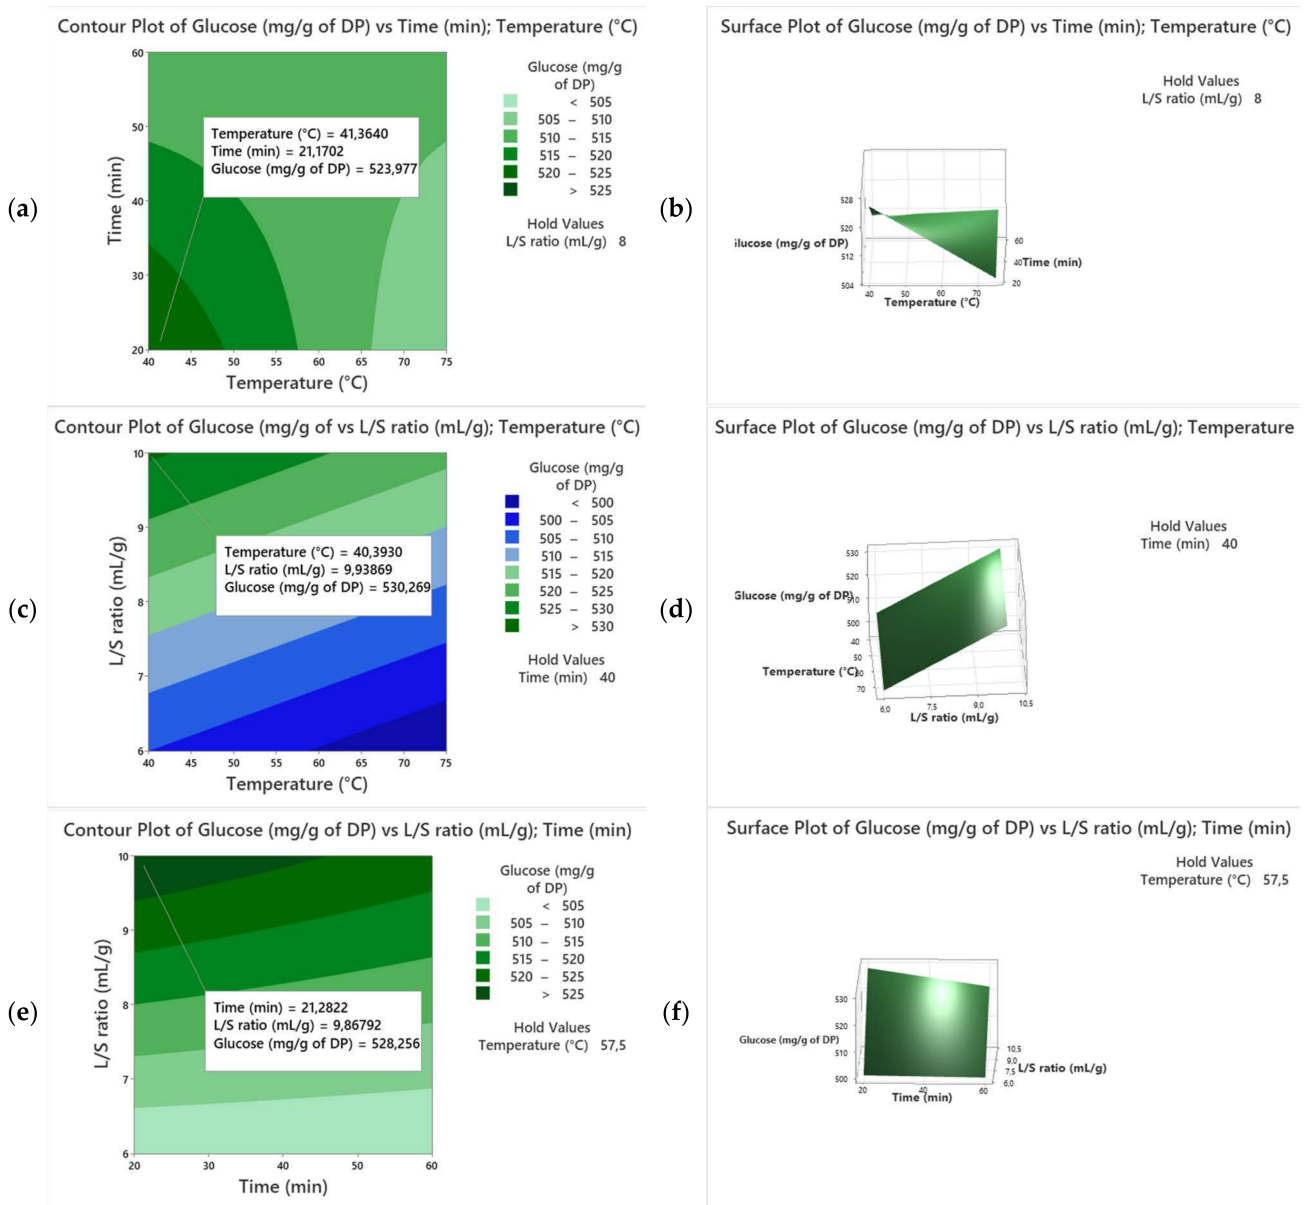 Contour Plot of Glucose (mg/g of DP) vs Time (min); Temperature (°C)
60
50
40
30
20
40 45 50 55 60 65 70 75
Time (min)
Temperature (°C)
Temperature (°C) = 41,3640
Time (min) = 21,1702
Glucose (mg/g of DP) = 523,977
Glucose (mg/g
of DP)
< 505
505 – 510
510 – 515
515 – 520
520 – 525
> 525
Hold Values
L/S ratio (mL/g) 8
(a)
Surface Plot of Glucose (mg/g of DP) vs Time (min); Temperature (°C)
Hold Values
L/S ratio (mL/g) 8
(b)
528
520
512
504
lucose (mg/g of DP)
60
40
20
Time (min)
40 50 60 70
Temperature (°C)
Contour Plot of Glucose (mg/g of vs L/S ratio (mL/g); Temperature (°C)
10
9
8
7
6
40 45 50 55 60 65 70 75
L/S ratio (mL/g)
Temperature (°C)
Temperature (°C) = 40,3930
L/S ratio (mL/g) = 9,93869
Glucose (mg/g of DP) = 530,269
Glucose (mg/g
of DP)
< 500
500 – 505
505 – 510
510 – 515
515 – 520
520 – 525
525 – 530
> 530
Hold Values
Time (min) 40
(c)
Surface Plot of Glucose (mg/g of DP) vs L/S ratio (mL/g); Temperature
Hold Values
Time (min) 40
(d)
530
520
510
500
Glucose (mg/g of DP)
40
50
60
70
Temperature (°C)
6,0 7,5 9,0 10,5
L/S ratio (mL/g)
Contour Plot of Glucose (mg/g of DP) vs L/S ratio (mL/g); Time (min)
10
9
8
7
6
20 30 40 50 60
L/S ratio (mL/g)
Time (min)
Time (min) = 21,2822
L/S ratio (mL/g) = 9,86792
Glucose (mg/g of DP) = 528,256
Glucose (mg/g
of DP)
< 505
505 – 510
510 – 515
515 – 520
520 – 525
> 525
Hold Values
Temperature (°C) 57,5
(e)
Surface Plot of Glucose (mg/g of DP) vs L/S ratio (mL/g); Time (min)
Hold Values
Temperature (°C) 57,5
(f)
530
520
510
500
Glucose (mg/g of DP)
10,5
9,0
7,5
6,0
L/S ratio (mL/g)
20 40 60
Time (min)